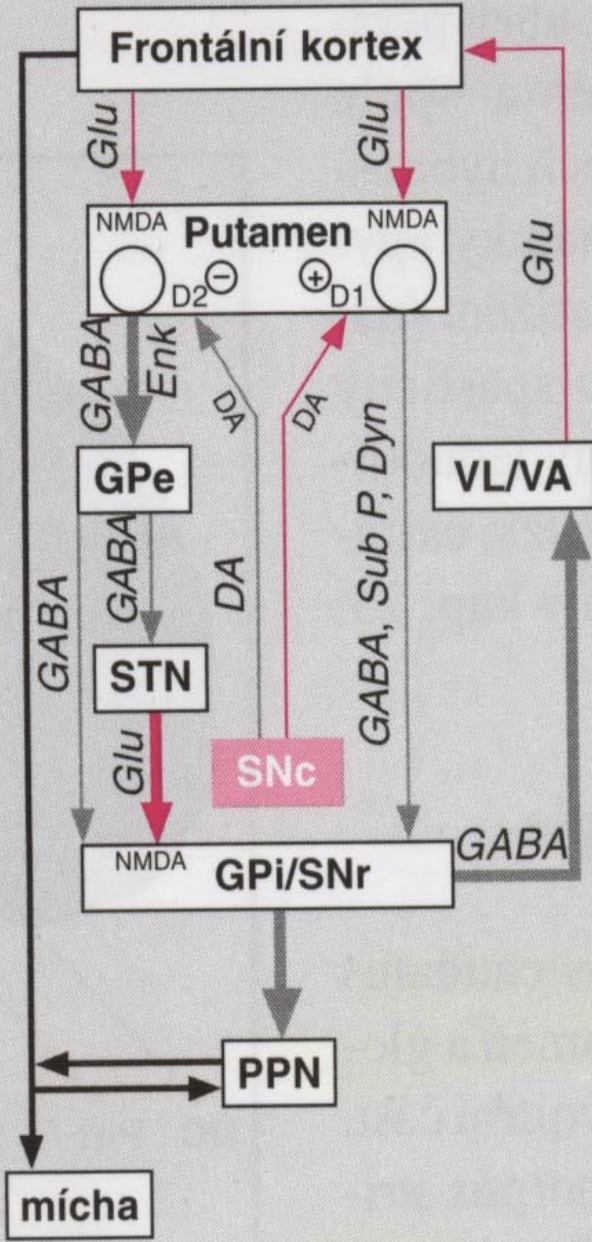 Frontální kortex
Glu
Glu
Glu
NMDA
Putamen
NMDA
D2
−
+
D1
GABA
Enk
DA
DA
GPe
VL/VA
GABA
GABA
DA
GABA, Sub P, Dyn
STN
Glu
SNc
NMDA
GPi/SNr
GABA
PPN
mícha